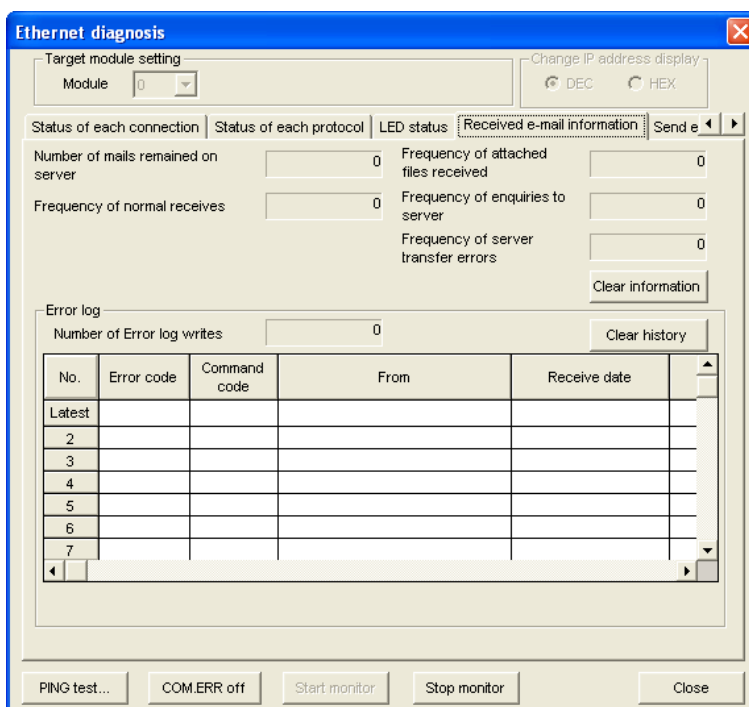 Ethernet diagnosis
Target module setting
Change IP address display
Module 0
DEC HEX
Status of each connection Status of each protocol LED status Received e-mail information Send e
Number of mails remained on
server
0
Frequency of attached
files received
0
Frequency of normal receives 0
Frequency of enquiries to
server
0
Frequency of server
transfer errors
0
Clear information
Error log
Number of Error log writes 0
Clear history
No. Error code Command
code From Receive date
Latest
2
3
4
5
6
7
PING test... COM.ERR off Start monitor Stop monitor Close